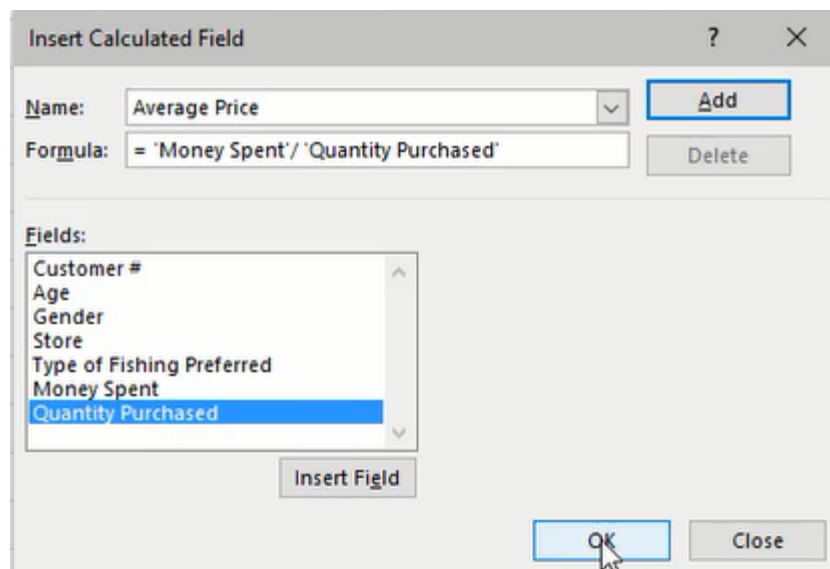 Insert Calculated Field ? ×
Name: Average Price Add
Formula: = 'Money Spent'/ 'Quantity Purchased' Delete
Fields:
Customer #
Age
Gender
Store
Type of Fishing Preferred
Money Spent
Quantity Purchased
Insert Field
OK Close